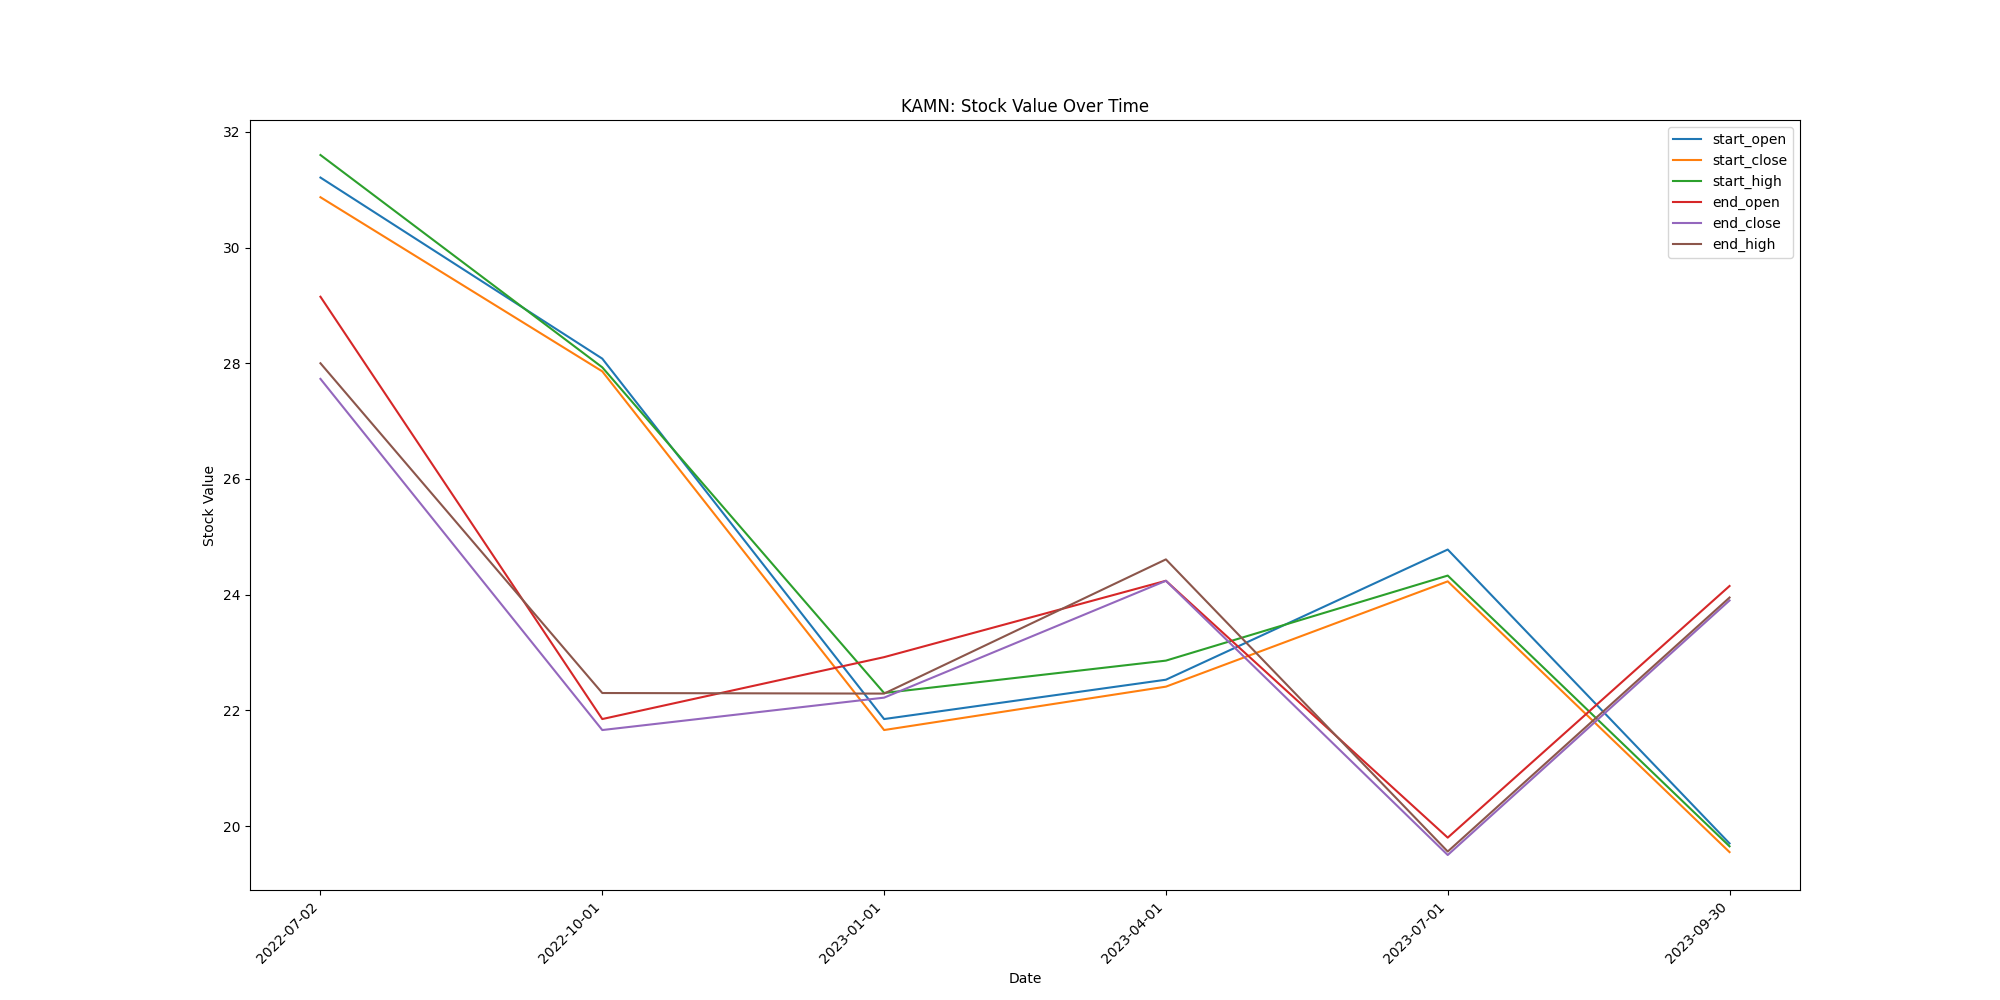 KAMN: Stock Value Over Time
32
30
28
26
24
22
20
Stock Value
start_open
start_close
start_high
end_open
end_close
end_high
2022-07-02
2022-10-01
2023-01-01
2023-04-01
2023-07-01
2023-09-30
Date